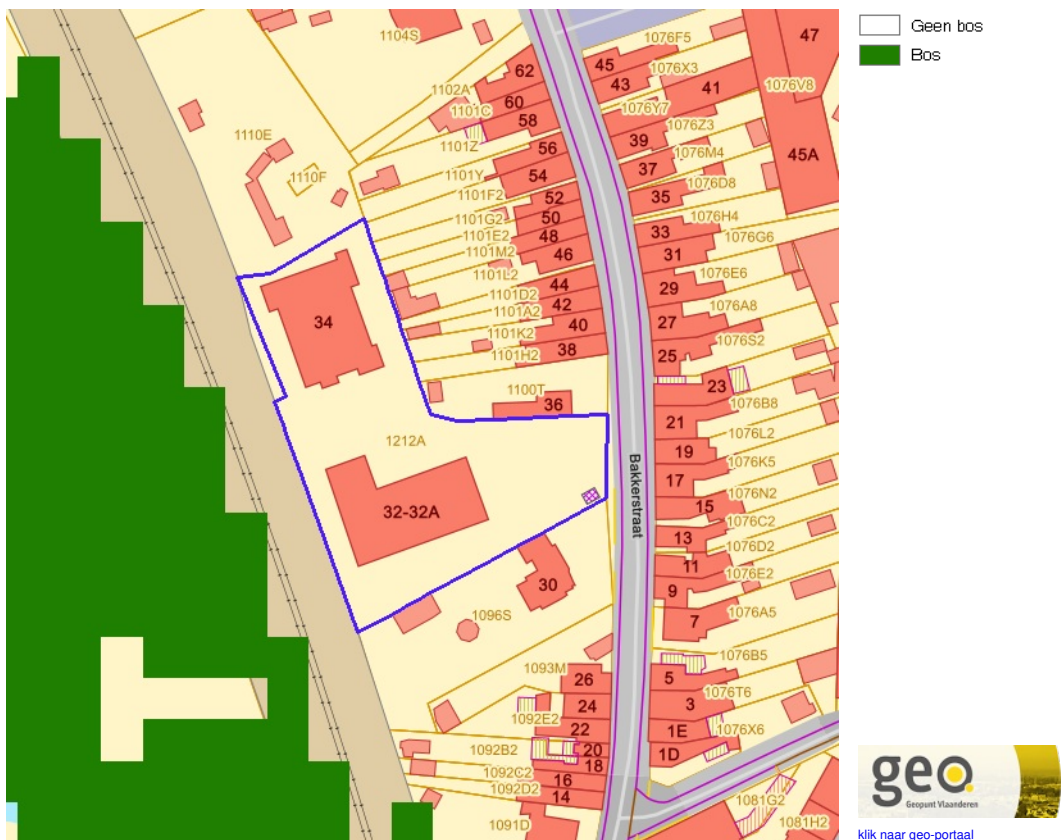 Geen bos
Bos
1104S
1102A
1101C
1101Z
1101Y
1101F2
1101G2
1101E2
1101M2
1101L2
1101D2
1101A2
1101K2
1101H2
1100T
1110E
1110F
1212A
1096S
1093M
1092E2
1092B2
1092C2
1092D2
1091D
62
60
58
56
54
52
50
48
46
44
42
40
38
36
34
32-32A
30
26
24
22
20
18
16
14
Bakkerstraat
45
43
41
47
45A
39
37
35
33
31
29
27
25
23
21
19
17
15
13
11
9
7
5
3
1E
1D
1076F5
1076X3
1076V8
1076Y7
1076Z3
1076M4
1076D8
1076H4
1076G6
1076E6
1076A8
1076S2
1076B8
1076L2
1076K5
1076N2
1076C2
1076D2
1076E2
1076A5
1076B5
1076T6
1076X6
1081G2
1081H2
geo
Geopunt Vlaanderen
klik naar geo-portaal